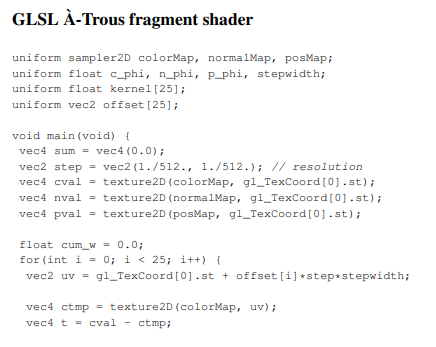 GLSL À-Trous fragment shader
uniform sampler2D colorMap, normalMap, posMap;
uniform float c_phi, n_phi, p_phi, stepwidth;
uniform float kernel[25];
uniform vec2 offset[25];
void main(void) {
vec4 sum = vec4(0.0);
vec2 step = vec2(1./512., 1./512.); // resolution
vec4 cval = texture2D(colorMap, gl_TexCoord[0].st);
vec4 nval = texture2D(normalMap, gl_TexCoord[0].st);
vec4 pval = texture2D(posMap, gl_TexCoord[0].st);
float cum_w = 0.0;
for(int i = 0; i < 25; i++) {
vec2 uv = gl_TexCoord[0].st + offset[i]*step*stepwidth;
vec4 ctmp = texture2D(colorMap, uv);
vec4 t = cval - ctmp;